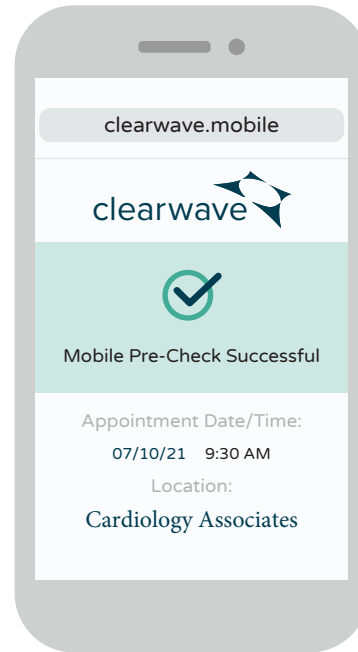 clearwave.mobile
clearwave
Mobile Pre-Check Successful
Appointment Date/Time:
07/10/21 9:30 AM
Location:
Cardiology Associates